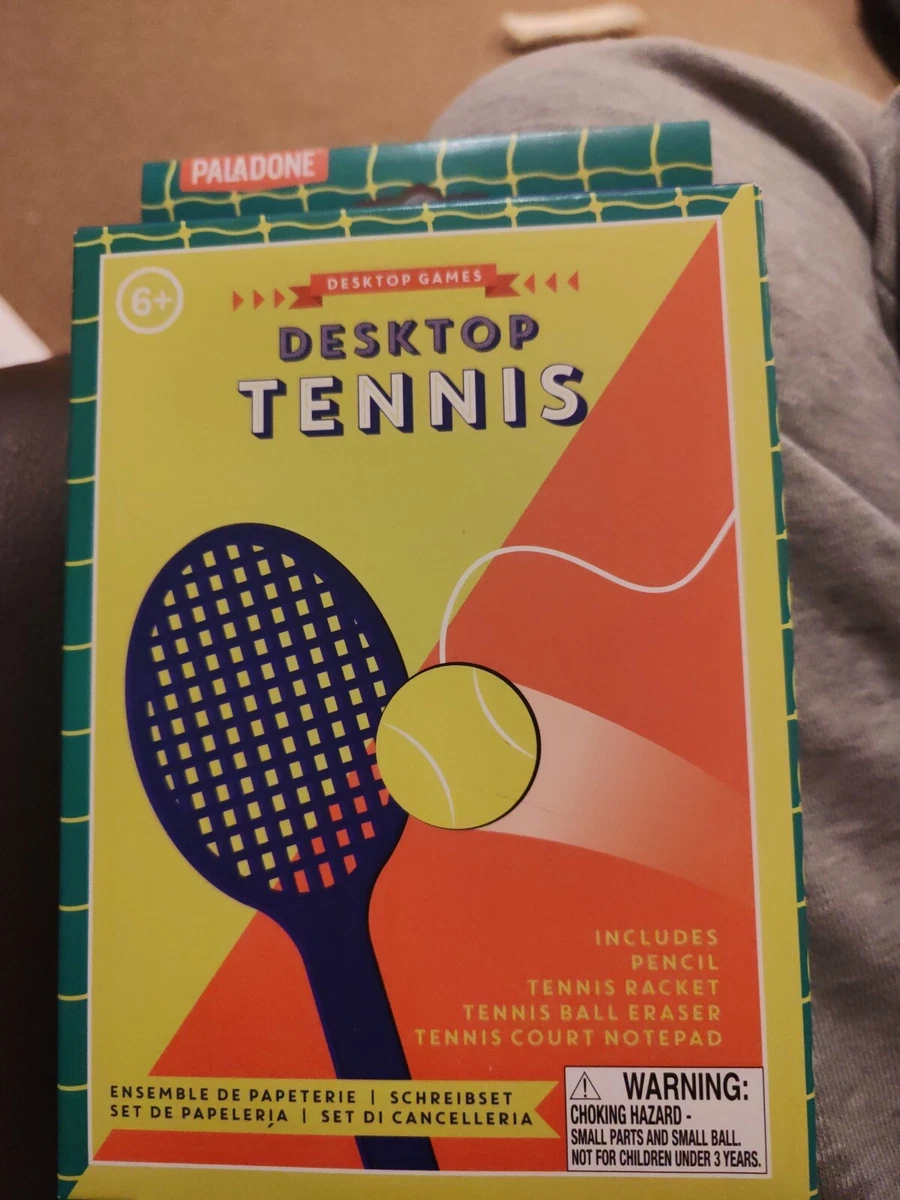 PALADONE
6+
DESKTOP GAMES
DESKTOP
TENNIS
INCLUDES
PENCIL
TENNIS RACKET
TENNIS BALL ERASER
TENNIS COURT NOTEPAD
ENSEMBLE DE PAPETERIE | SCHREIBSET
SET DE PAPELERÍA | SET DI CANCELLERIA
WARNING:
CHOKING HAZARD -
SMALL PARTS AND SMALL BALL.
NOT FOR CHILDREN UNDER 3 YEARS.